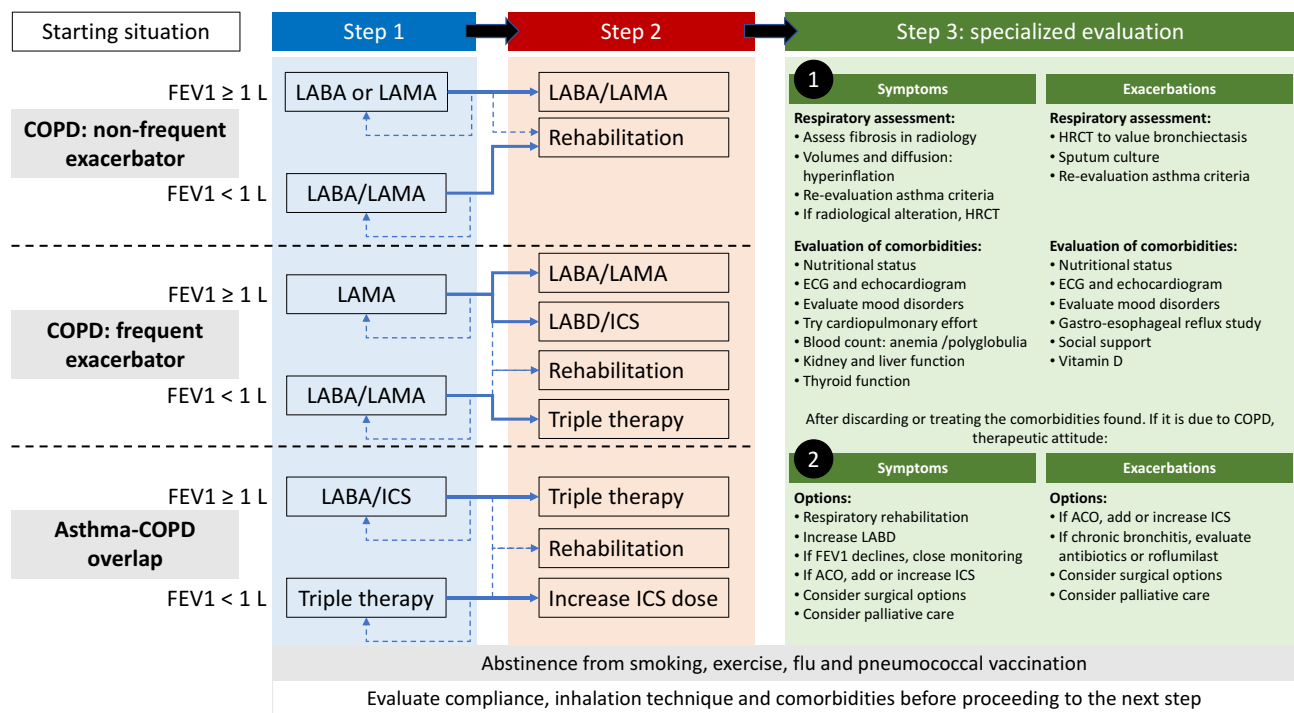 Starting situation
Step 1
Step 2
Step 3: specialized evaluation
COPD: non-frequent
exacerbator
FEV1 ≥ 1 L
LABA or LAMA
LABA/LAMA
Rehabilitation
FEV1 < 1 L
LABA/LAMA
COPD: frequent
exacerbator
FEV1 ≥ 1 L
LAMA
LABA/LAMA
LABD/ICS
Rehabilitation
FEV1 < 1 L
LABA/LAMA
Triple therapy
Asthma-COPD
overlap
FEV1 ≥ 1 L
LABA/ICS
Triple therapy
Rehabilitation
FEV1 < 1 L
Triple therapy
Increase ICS dose
1
Symptoms
Respiratory assessment:
• Assess fibrosis in radiology
• Volumes and diffusion:
hyperinflation
• Re-evaluation asthma criteria
• If radiological alteration, HRCT
Evaluation of comorbidities:
• Nutritional status
• ECG and echocardiogram
• Evaluate mood disorders
• Try cardiopulmonary effort
• Blood count: anemia /polyglobulia
• Kidney and liver function
• Thyroid function
Exacerbations
Respiratory assessment:
• HRCT to value bronchiectasis
• Sputum culture
• Re-evaluation asthma criteria
Evaluation of comorbidities:
• Nutritional status
• ECG and echocardiogram
• Evaluate mood disorders
• Gastro-esophageal reflux study
• Social support
• Vitamin D
After discarding or treating the comorbidities found. If it is due to COPD,
therapeutic attitude:
2
Symptoms
Options:
• Respiratory rehabilitation
• Increase LABD
• If FEV1 declines, close monitoring
• If ACO, add or increase ICS
• Consider surgical options
• Consider palliative care
Exacerbations
Options:
• If ACO, add or increase ICS
• If chronic bronchitis, evaluate
antibiotics or roflumilast
• Consider surgical options
• Consider palliative care
Abstinence from smoking, exercise, flu and pneumococcal vaccination
Evaluate compliance, inhalation technique and comorbidities before proceeding to the next step